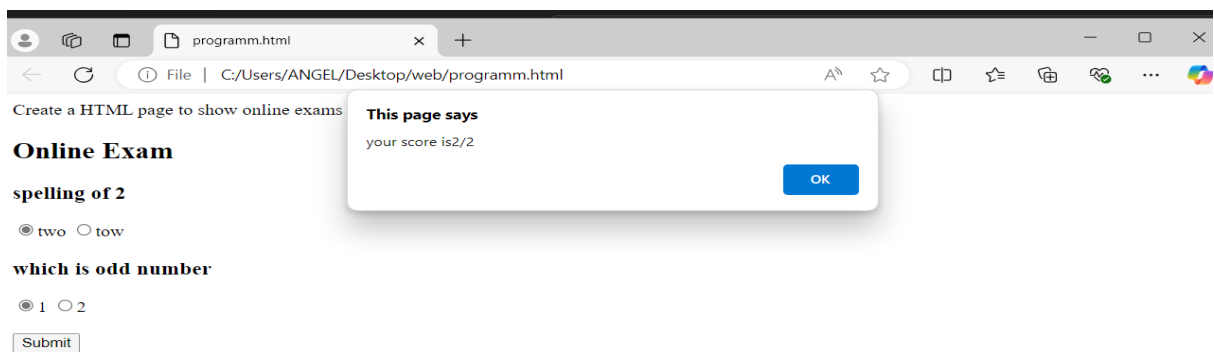 programm.html
File | C:/Users/ANGEL/Desktop/web/programm.html
Create a HTML page to show online exams
This page says
your score is2/2
OK
Online Exam
spelling of 2
two tow
which is odd number
1 2
Submit